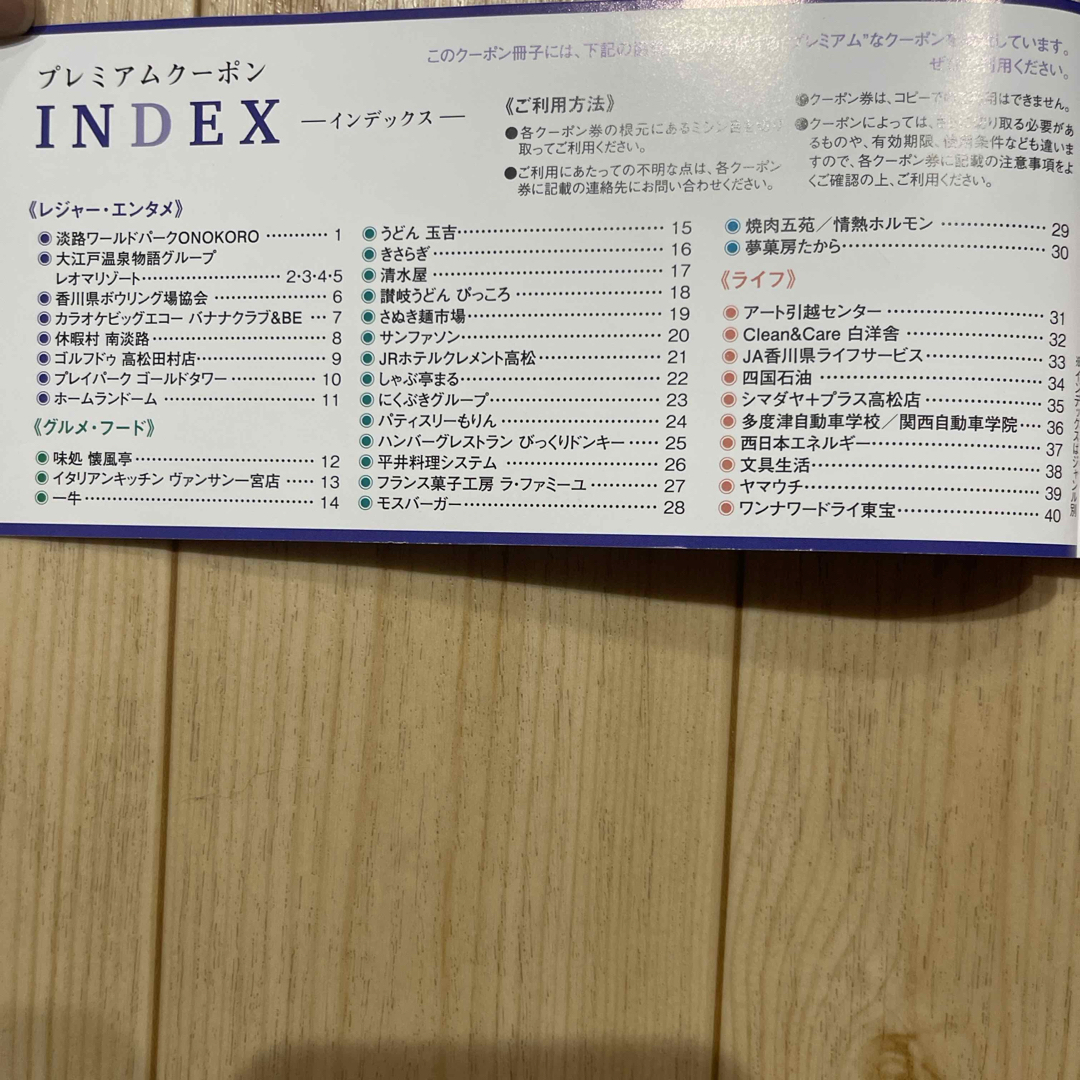 プレミアムクーポン
INDEX ―インデックス―
このクーポン冊子には、下記の
プレミアム”なクーポンを
しています。
ぜ
利用ください。
《ご利用方法》
●各クーポン券の根元にあるミシン目
取ってご利用ください。
●ご利用にあたっての不明な点は、各クーポン
券に記載の連絡先にお問い合わせください。
クーポン券は、コピーで
はできません。
クーポンによっては、
取る必要があ
るものや、有効期限、使用条件なども違いま
すので、各クーポン券に記載の注意事項をよ
くご確認の上、ご利用ください。
《レジャー・エンタメ》
◉淡路ワールドパークONOKORO ………… 1
◉大江戸温泉物語グループ
レオマリゾート………………… 2・3・4・5
◉香川県ボウリング場協会 ………………… 6
◉カラオケビッグエコー バナナクラブ&BE … 7
◉休暇村 南淡路………………………… 8
◉ゴルフドゥ 高松田村店………………… 9
◉プレイパーク ゴールドタワー…………… 10
◉ホームランドーム……………………… 11
《グルメ・フード》
◉味処 懐風亭…………………………… 12
◉イタリアンキッチン ヴァンサンー宮店 …… 13
◉一牛…………………………………… 14
◉うどん 玉吉…………………………… 15
◉きさらぎ……………………………… 16
◉清水屋………………………………… 17
◉讃岐うどん ぴっころ…………………… 18
◉さぬき麺市場…………………………… 19
◉サンファソン…………………………… 20
◉JRホテルクレメント高松……………… 21
◉しゃぶ亭まる…………………………… 22
◉にくぶきグループ……………………… 23
◉パティスリーもりん…………………… 24
◉ハンバーグレストラン びっくりドンキー…… 25
◉平井料理システム …………………… 26
◉フランス菓子工房 ラ・ファミーユ………… 27
◉モスバーガー………………………… 28
◉焼肉五苑／情熱ホルモン ……………… 29
◉夢菓房たから………………………… 30
《ライフ》
◉アート引越センター…………………… 31
◉Clean&Care 白洋舎 ………………… 32
◉JA香川県ライフサービス……………… 33
◉四国石油 …………………………… 34
◉シマダヤ＋プラス高松店……………… 35
◉多度津自動車学校／関西自動車学院…… 36
◉西日本エネルギー…………………… 37
◉文具生活…………………………… 38
◉ヤマウチ…………………………… 39
◉ワンナワードライ東宝………………… 40
※インデックスはジャンル別